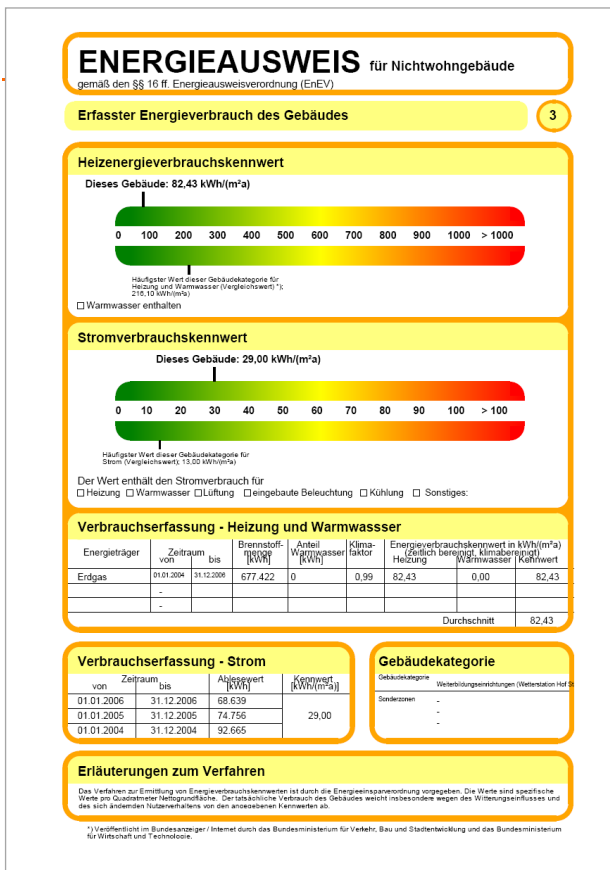 ENERGIEAUSWEIS für Nichtwohngebäude
gemäß den §§ 16 ff. Energieausweisverordnung (EnEV)
Erfasster Energieverbrauch des Gebäudes 3
Heizenergieverbrauchskennwert
Dieses Gebäude: 82,43 kWh/(m²a)
0 100 200 300 400 500 600 700 800 900 1000 > 1000
Häufigster Wert dieser Gebäudekategorie für
Heizung und Warmwasser (Vergleichswert) *);
216,10 kWh/(m²a)
☐ Warmwasser enthalten
Stromverbrauchskennwert
Dieses Gebäude: 29,00 kWh/(m²a)
0 10 20 30 40 50 60 70 80 90 100 > 100
Häufigster Wert dieser Gebäudekategorie für
Strom (Vergleichswert); 13,00 kWh/(m²a)
Der Wert enthält den Stromverbrauch für
☐ Heizung ☐ Warmwasser ☐ Lüftung ☐ eingebaute Beleuchtung ☐ Kühlung ☐ Sonstiges:
Verbrauchserfassung - Heizung und Warmwassser
Energieträger Zeitraum von bis Brennstoffmenge [kWh] Anteil Warmwasser [kWh] Klimafaktor Energieverbrauchskennwert in kWh/(m²a) (zeitlich bereinigt, klimabereinigt) Heizung Warmwasser Kennwert
Erdgas 01.01.2004 31.12.2006 677.422 0 0,99 82,43 0,00 82,43
-
-
Durchschnitt 82,43
Verbrauchserfassung - Strom
Zeitraum Ablesewert Kennwert
von bis [kWh] [kWh/(m²a)]
01.01.2006 31.12.2006 68.639
01.01.2005 31.12.2005 74.756 29,00
01.01.2004 31.12.2004 92.665
Gebäudekategorie
Gebäudekategorie
Weiterbildungseinrichtungen (Wetterstation Hof St
Sonderzonen -
-
-
Erläuterungen zum Verfahren
Das Verfahren zur Ermittlung von Energieverbrauchskennwerten ist durch die Energieeinsparverordnung vorgegeben. Die Werte sind spezifische
Werte pro Quadratmeter Nettogrundfläche. Der tatsächliche Verbrauch des Gebäudes weicht insbesondere wegen des Witterungseinflusses und
des sich ändernden Nutzerverhaltens von den angegebenen Kennwerten ab.
*) Veröffentlicht im Bundesanzeiger / Internet durch das Bundesministerium für Verkehr, Bau und Stadtentwicklung und das Bundesministerium
für Wirtschaft und Technologie.